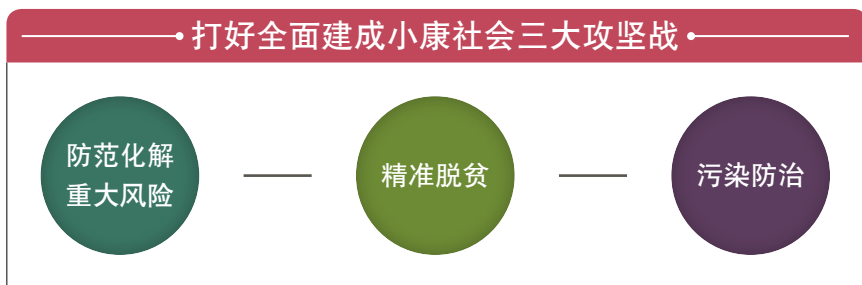 打好全面建成小康社会三大攻坚战
防范化解
重大风险
精准脱贫
污染防治